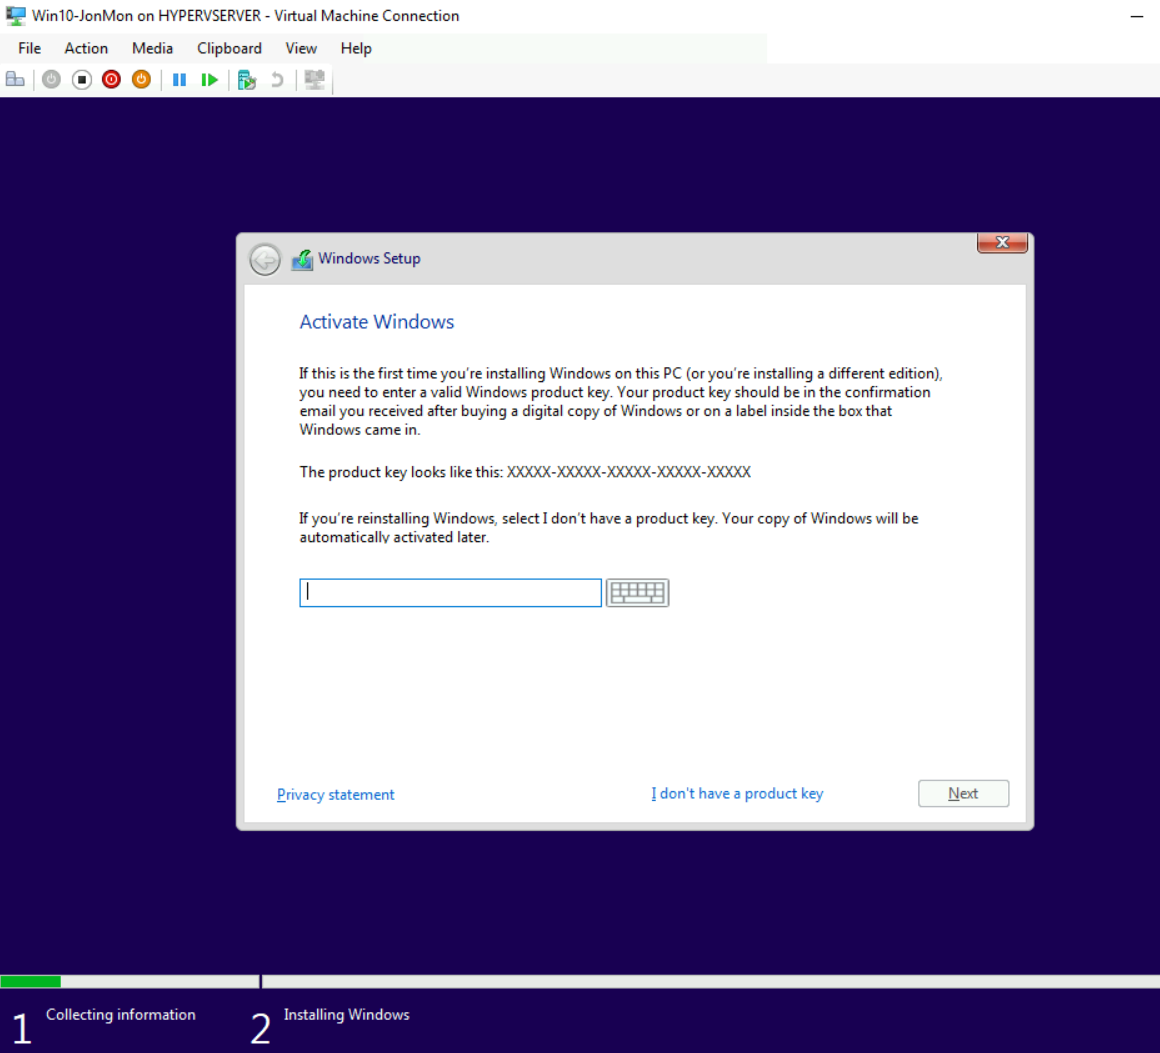 Win10-JonMon on HYPERVSERVER - Virtual Machine Connection
File Action Media Clipboard View Help
Windows Setup
Activate Windows
If this is the first time you're installing Windows on this PC (or you're installing a different edition),
you need to enter a valid Windows product key. Your product key should be in the confirmation
email you received after buying a digital copy of Windows or on a label inside the box that
Windows came in.
The product key looks like this: XXXXX-XXXXX-XXXXX-XXXXX-XXXXX
If you're reinstalling Windows, select I don't have a product key. Your copy of Windows will be
automatically activated later.
Privacy statement
I don't have a product key
Next
1 Collecting information
2 Installing Windows